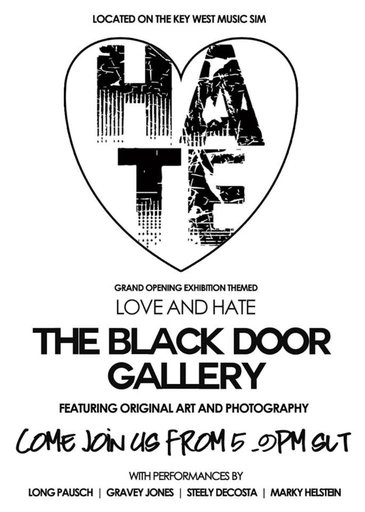 LOCATED ON THE KEY WEST MUSIC SIM
HA
TE
GRAND OPENING EXHIBITION THEMED
LOVE AND HATE
THE BLACK DOOR
GALLERY
FEATURING ORIGINAL ART AND PHOTOGRAPHY
COME JOIN US FROM 5 -9PM SLT
WITH PERFORMANCES BY
LONG PAUSCH | GRAVEY JONES | STEELY DECOSTA | MARKY HELSTEIN